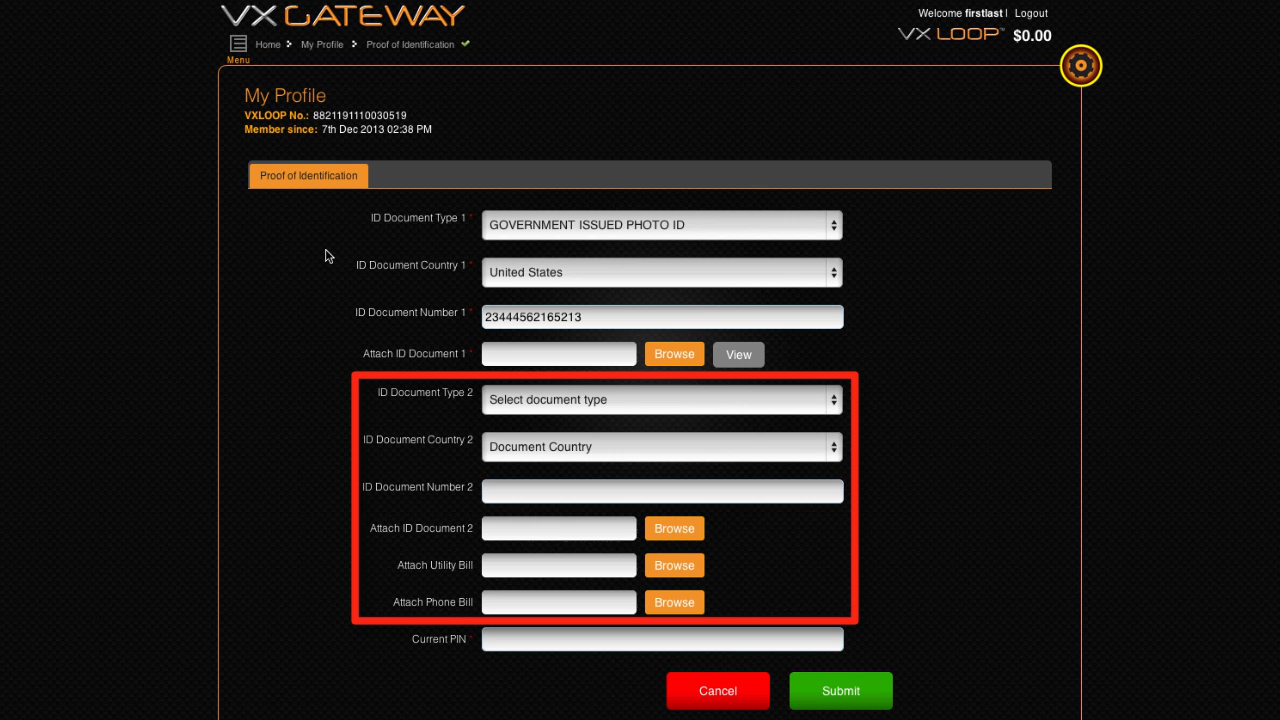 VX GATEWAY
Welcome firstlast | Logout
VX LOOP™ $0.00
Home My Profile Proof of Identification
Menu
My Profile
VXLOOP No.: 8821191110030519
Member since: 7th Dec 2013 02:38 PM
Proof of Identification
ID Document Type 1 * GOVERNMENT ISSUED PHOTO ID
ID Document Country 1 * United States
ID Document Number 1 * 23444562165213
Attach ID Document 1 * Browse View
ID Document Type 2 Select document type
ID Document Country 2 Document Country
ID Document Number 2
Attach ID Document 2 Browse
Attach Utility Bill Browse
Attach Phone Bill Browse
Current PIN *
Cancel Submit